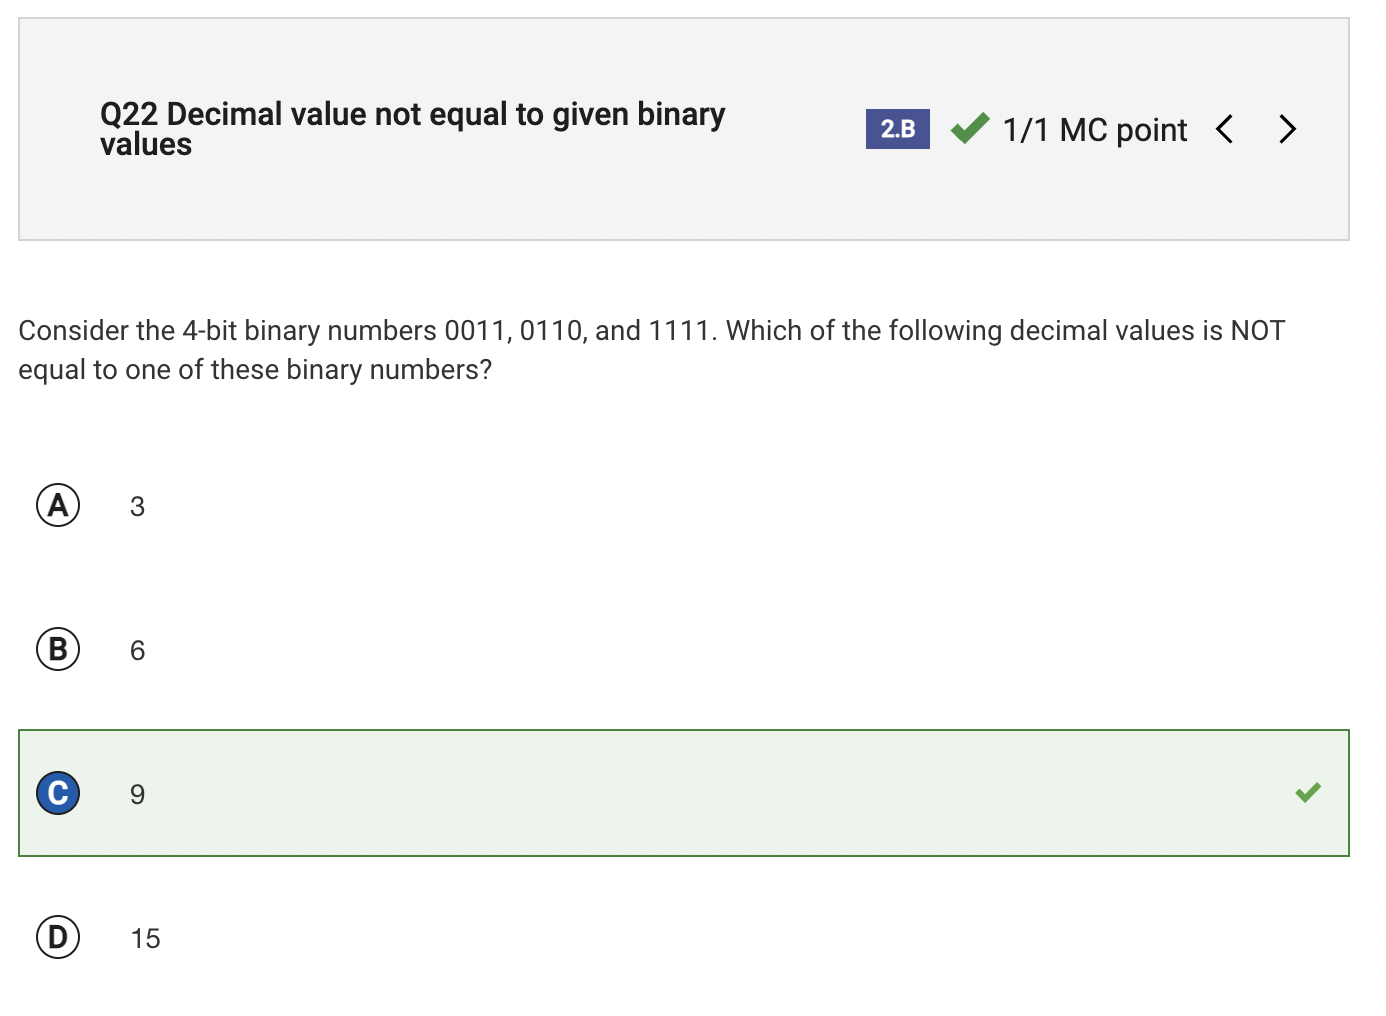 Q22 Decimal value not equal to given binary
values
2.B
1/1 MC point
Consider the 4-bit binary numbers 0011, 0110, and 1111. Which of the following decimal values is NOT
equal to one of these binary numbers?
A 3
B 6
C 9
D 15